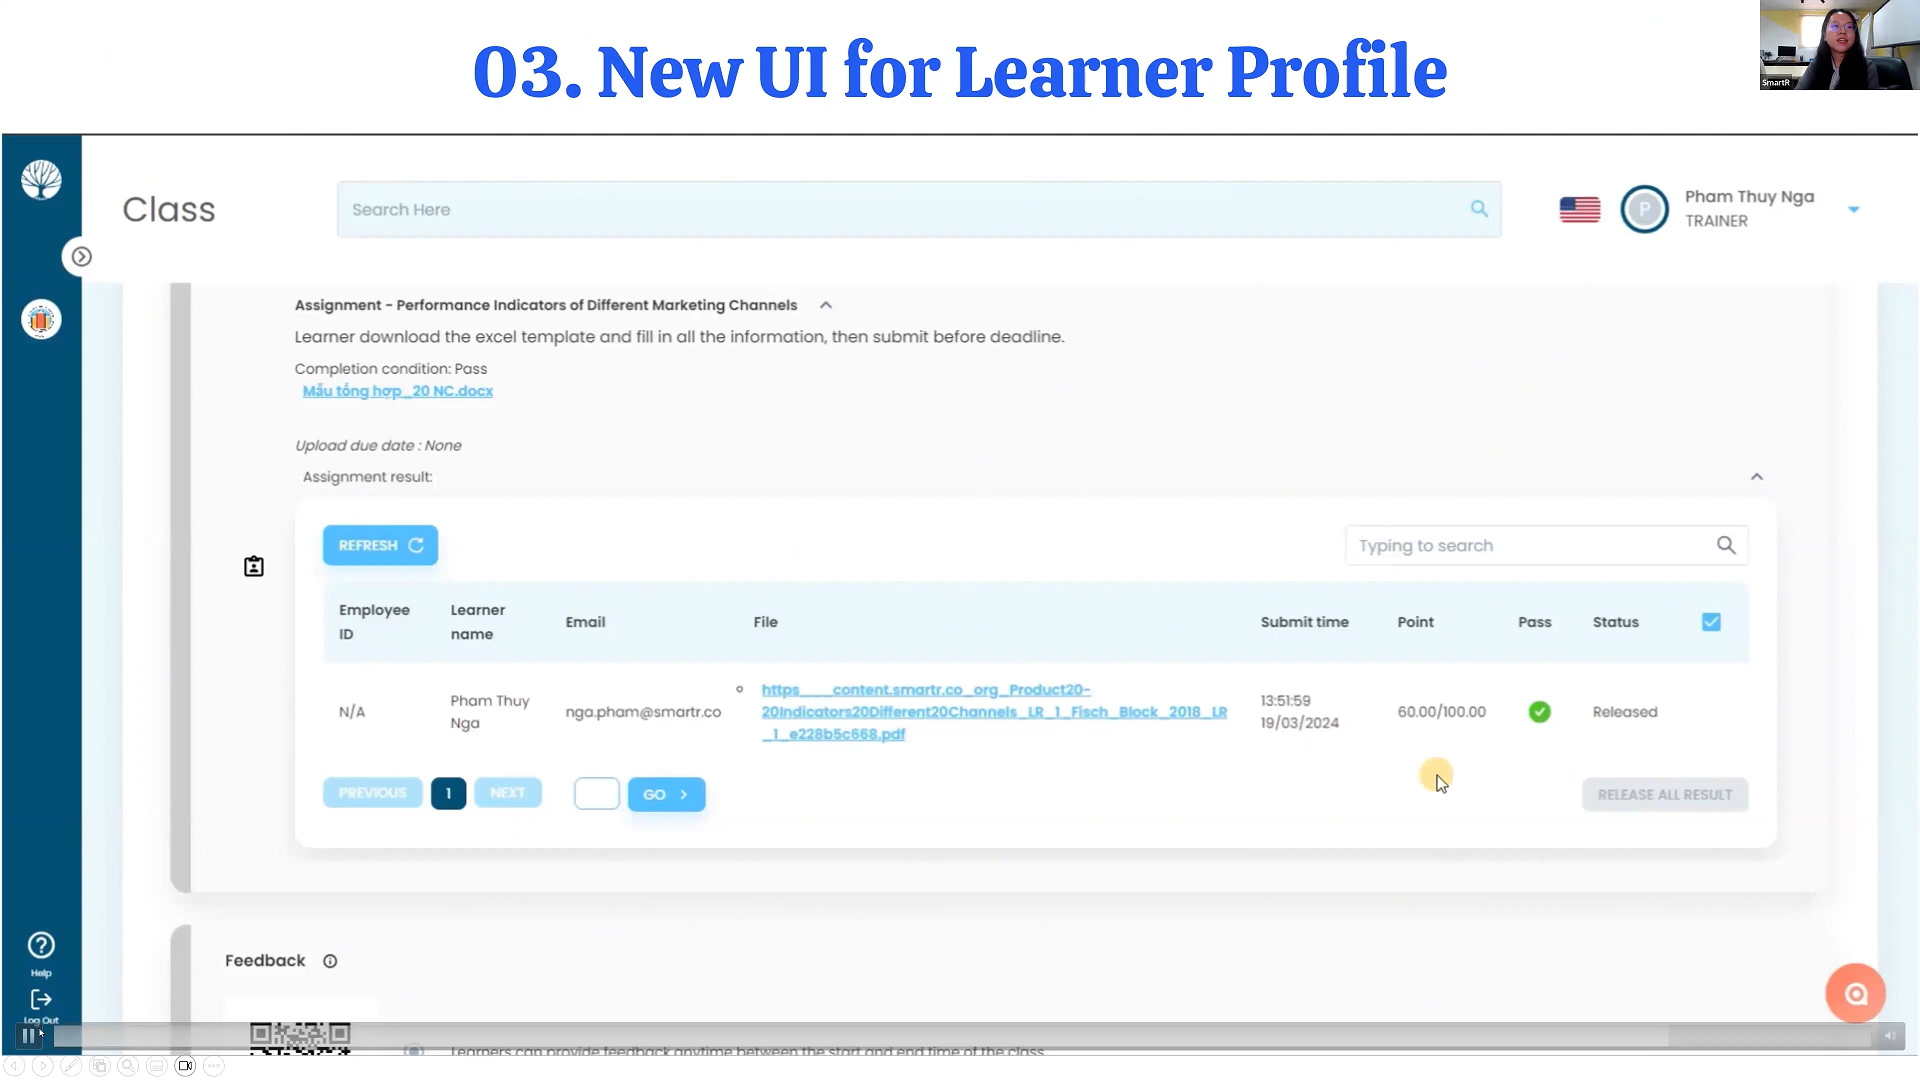 03. New UI for Learner Profile
SmartR
Class
Search Here
P
Pham Thuy Nga
TRAINER
Assignment - Performance Indicators of Different Marketing Channels
Learner download the excel template and fill in all the information, then submit before deadline.
Completion condition: Pass
Mẫu tổng hợp_20 NC.docx
Upload due date : None
Assignment result:
REFRESH
Typing to search
Employee ID
Learner name
Email
File
Submit time
Point
Pass
Status
N/A
Pham Thuy
Nga
nga.pham@smartr.co
https___content.smartr.co_org_Product20-
20Indicators20Different20Channels_LR_1_Fisch_Block_2018_LR
_1_e228b5c668.pdf
13:51:59
19/03/2024
60.00/100.00
Released
PREVIOUS
1
NEXT
GO
RELEASE ALL RESULT
Feedback
Help
Log Out
Learners can provide feedback anytime between the start and end time of the class